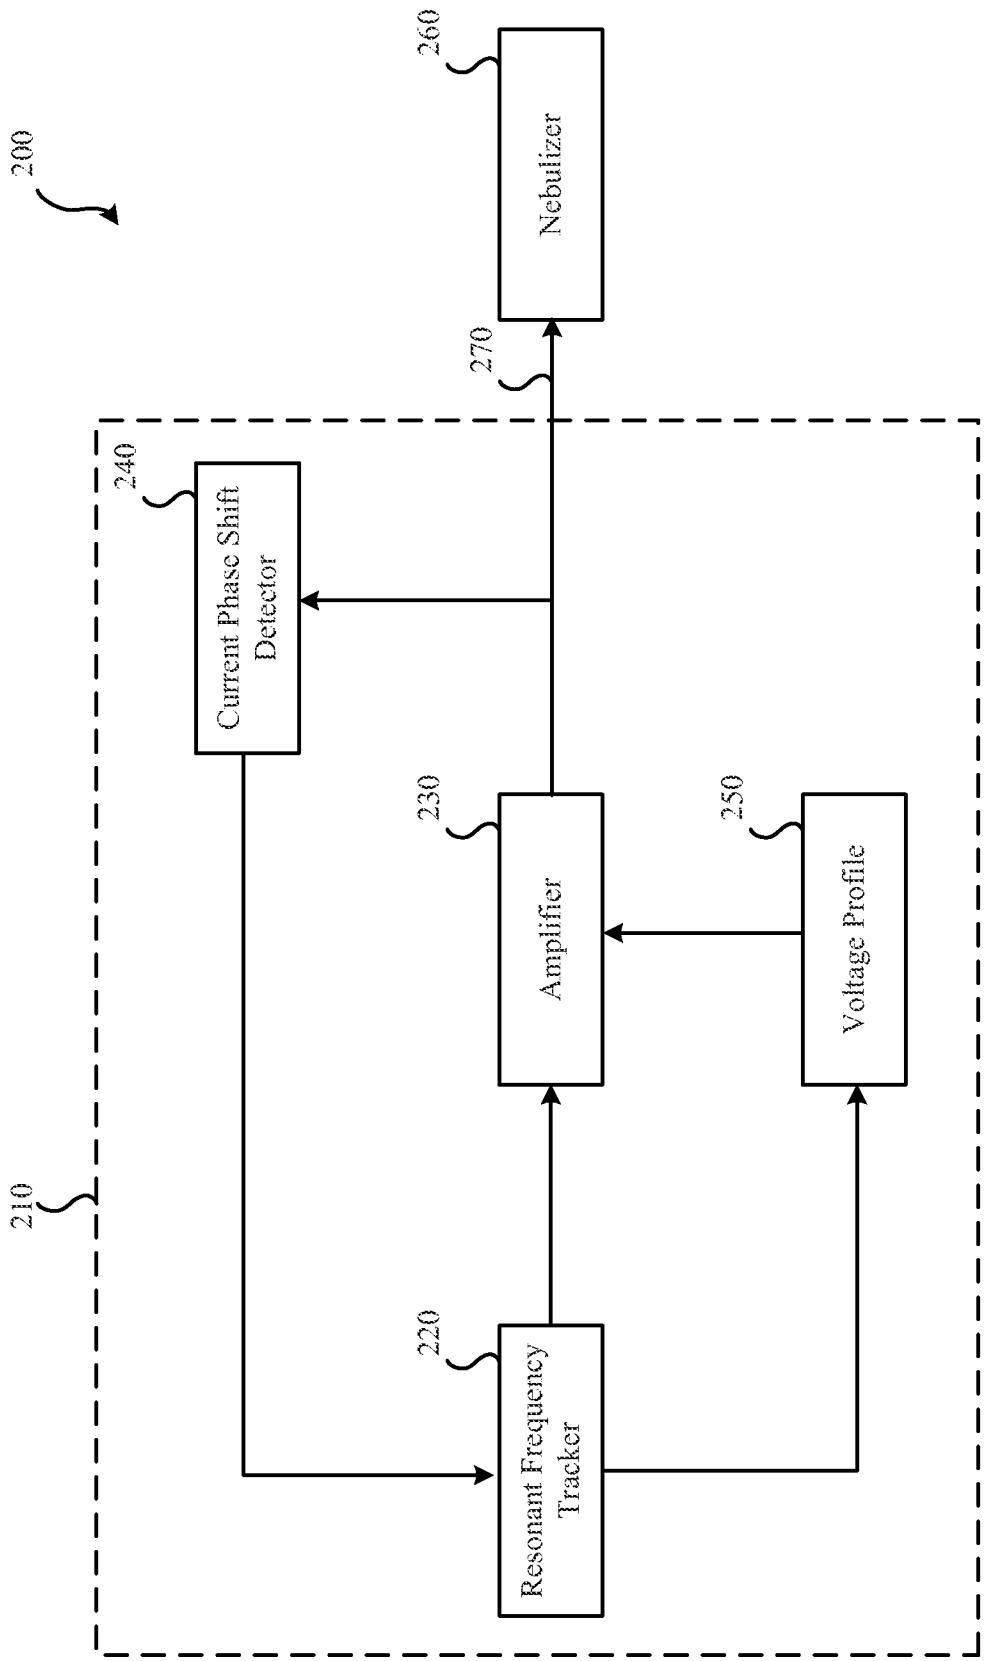 200
210
240
Current Phase Shift
Detector
220
Resonant Frequency
Tracker
230
Amplifier
270
260
Nebulizer
250
Voltage Profile